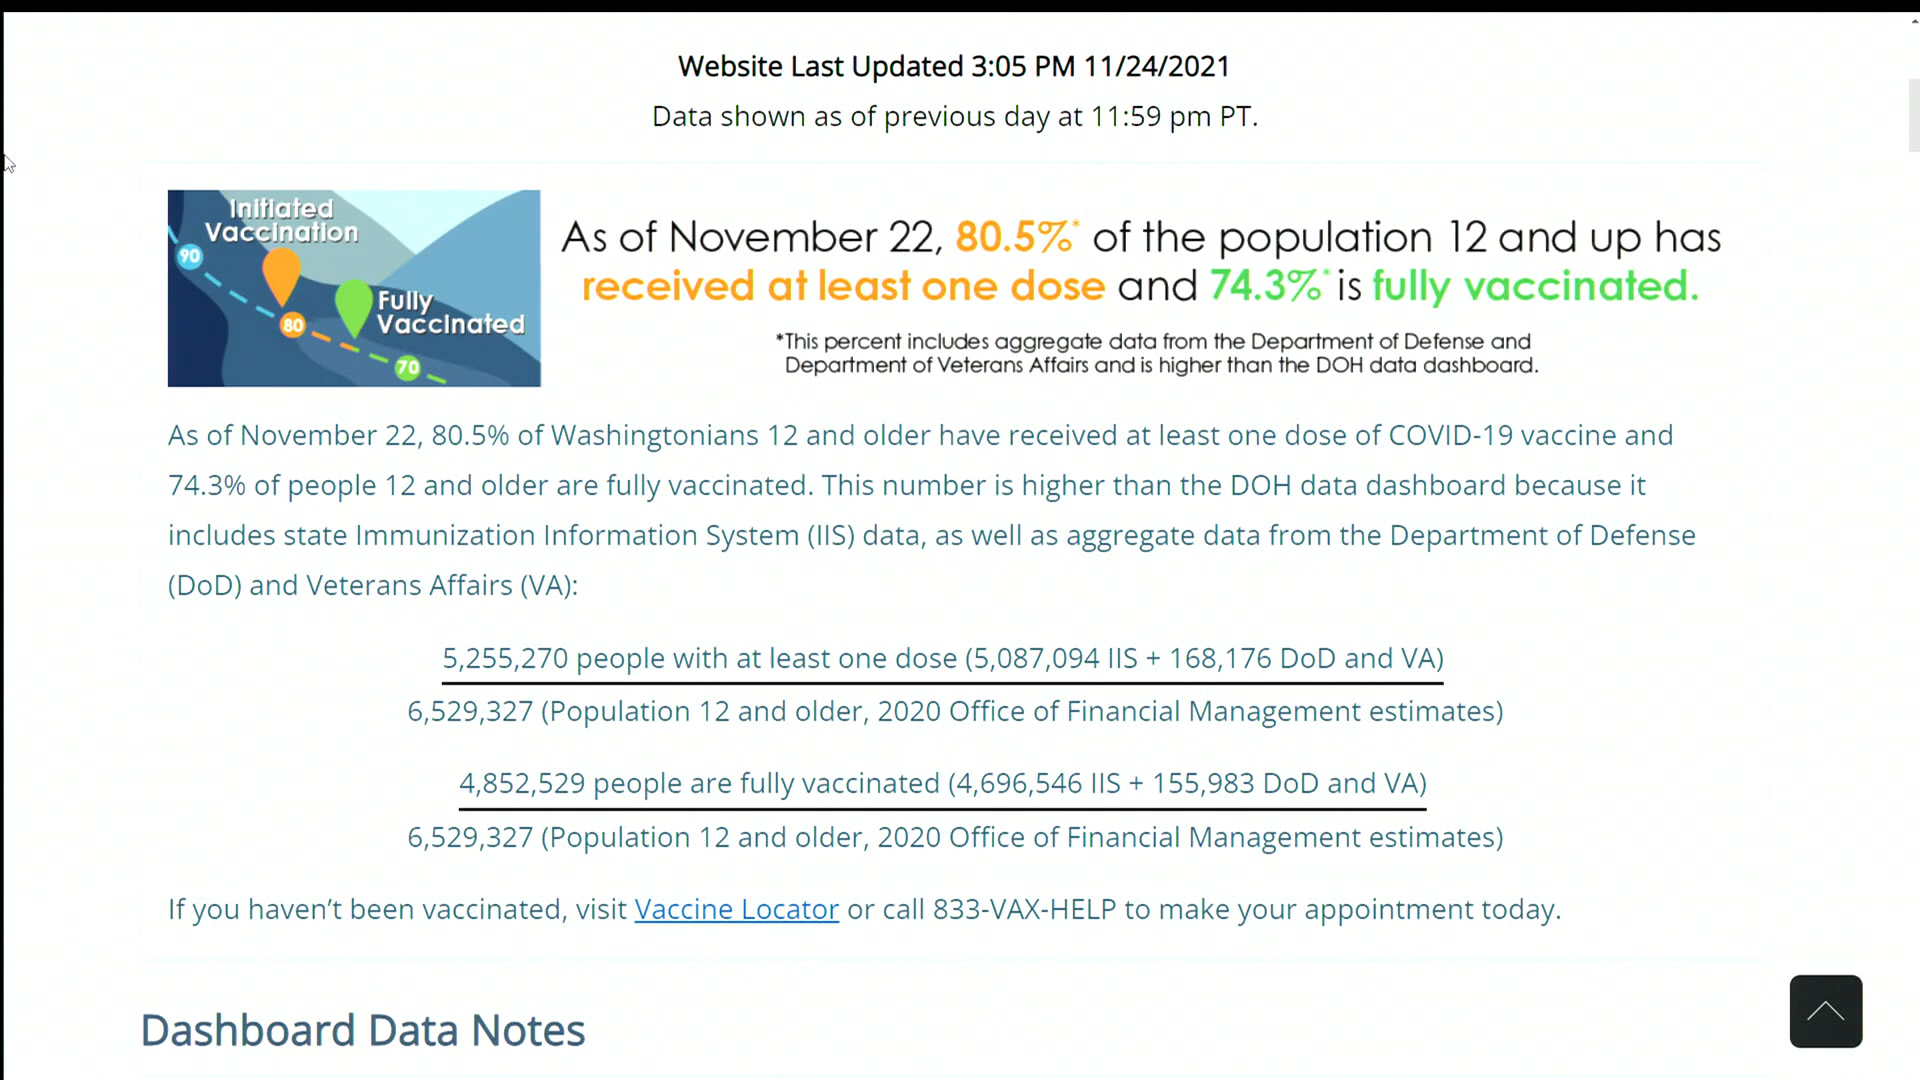 Website Last Updated 3:05 PM 11/24/2021
Data shown as of previous day at 11:59 pm PT.
Initiated
Vaccination
90
80
Fully
Vaccinated
70
As of November 22, 80.5%* of the population 12 and up has
received at least one dose and 74.3%* is fully vaccinated.
*This percent includes aggregate data from the Department of Defense and
Department of Veterans Affairs and is higher than the DOH data dashboard.
As of November 22, 80.5% of Washingtonians 12 and older have received at least one dose of COVID-19 vaccine and
74.3% of people 12 and older are fully vaccinated. This number is higher than the DOH data dashboard because it
includes state Immunization Information System (IIS) data, as well as aggregate data from the Department of Defense
(DoD) and Veterans Affairs (VA):
5,255,270 people with at least one dose (5,087,094 IIS + 168,176 DoD and VA)
6,529,327 (Population 12 and older, 2020 Office of Financial Management estimates)
4,852,529 people are fully vaccinated (4,696,546 IIS + 155,983 DoD and VA)
6,529,327 (Population 12 and older, 2020 Office of Financial Management estimates)
If you haven’t been vaccinated, visit Vaccine Locator or call 833-VAX-HELP to make your appointment today.
Dashboard Data Notes